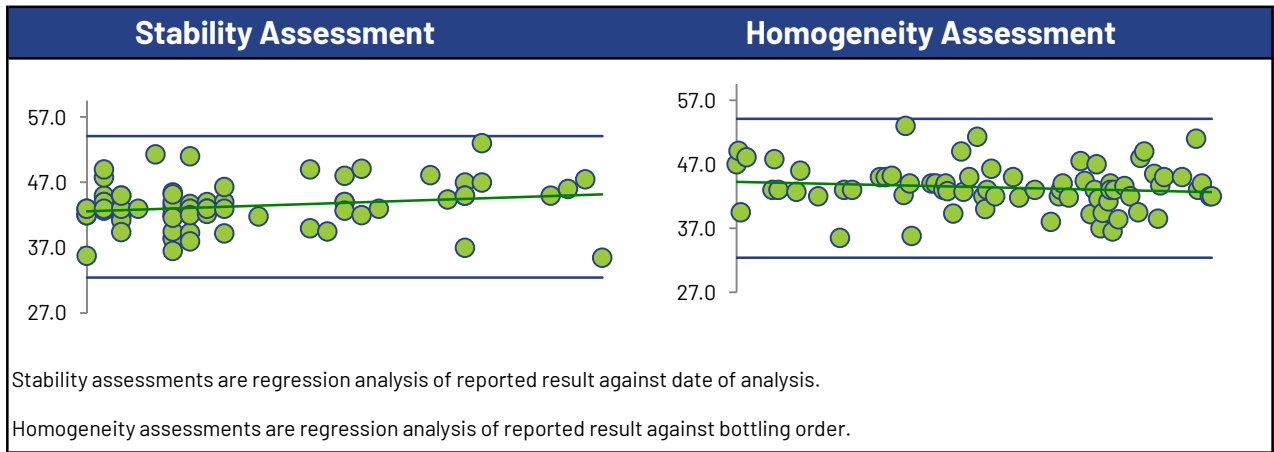 Stability Assessment
Homogeneity Assessment
57.0
47.0
37.0
27.0
57.0
47.0
37.0
27.0
Stability assessments are regression analysis of reported result against date of analysis.
Homogeneity assessments are regression analysis of reported result against bottling order.